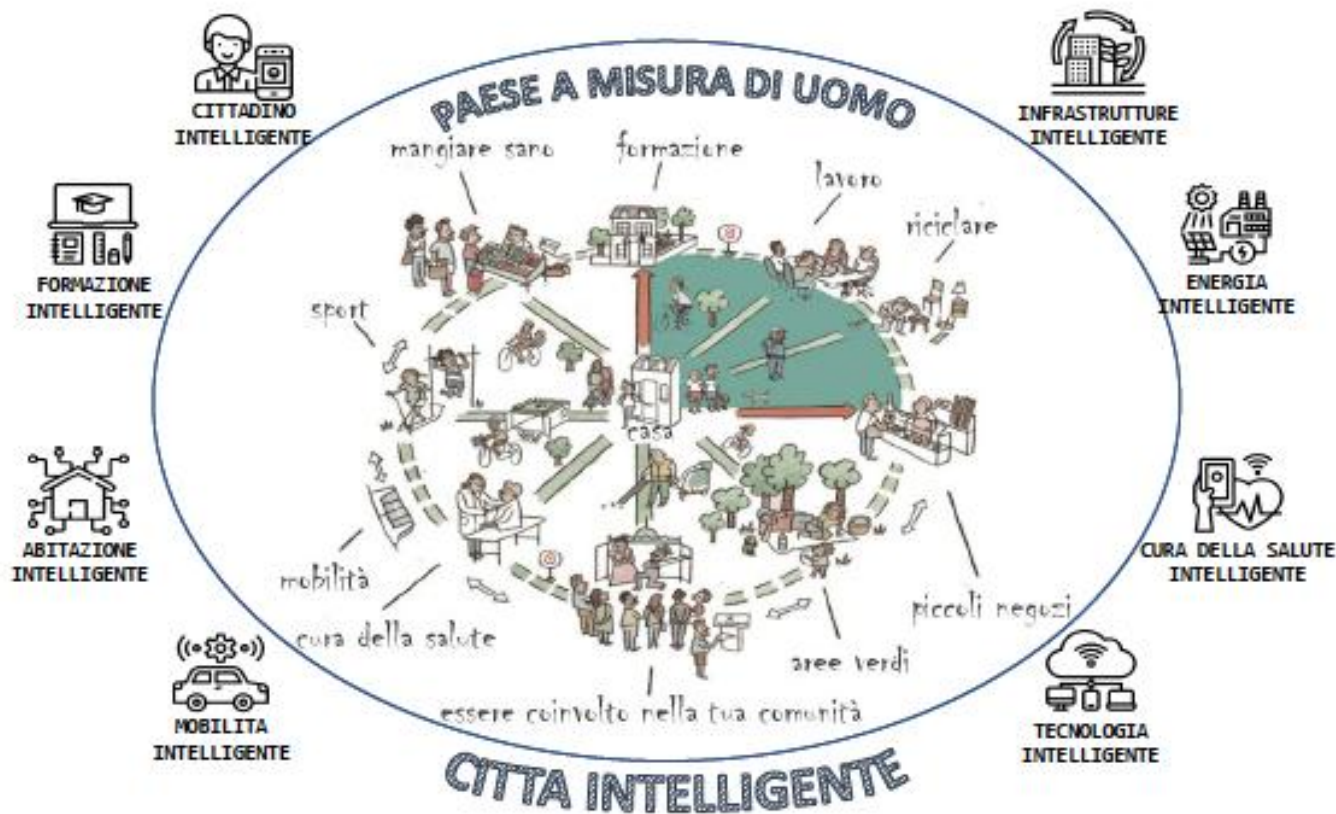 CITTADINO
INTELLIGENTE
INFRASTRUTTURE
INTELLIGENTE
PAESE A MISURA DI UOMO
mangiare sano
formazione
lavoro
riciclare
FORMAZIONE
INTELLIGENTE
ENERGIA
INTELLIGENTE
sport
casa
ABITAZIONE
INTELLIGENTE
CURA DELLA SALUTE
INTELLIGENTE
mobilità
piccoli negozi
cura della salute
aree verdi
essere coinvolto nella tua comunità
MOBILITA
INTELLIGENTE
TECNOLOGIA
INTELLIGENTE
CITTA INTELLIGENTE